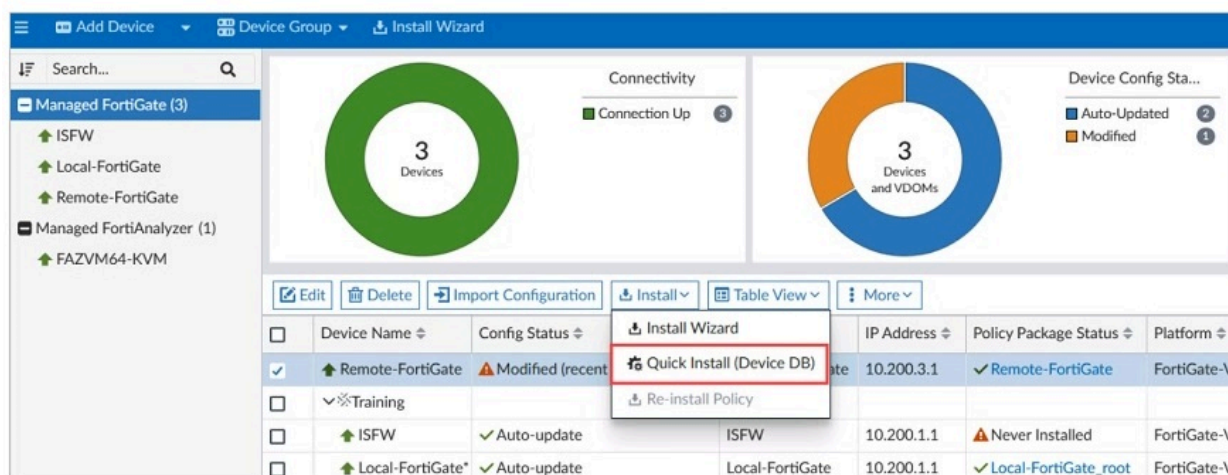 Add Device Device Group Install Wizard
Search...
Managed FortiGate (3)
ISFW
Local-FortiGate
Remote-FortiGate
Managed FortiAnalyzer (1)
FAZVM64-KVM
Connectivity
Connection Up 3
3
Devices
Device Config Sta...
Auto-Updated 2
Modified 1
3
Devices
and VDOMs
Edit Delete Import Configuration Install Table View More
Install Wizard
Quick Install (Device DB)
Re-install Policy
Device Name Config Status IP Address Policy Package Status Platform
Remote-FortiGate Modified (recent ate 10.200.3.1 Remote-FortiGate FortiGate-V
Training
ISFW Auto-update ISFW 10.200.1.1 Never Installed FortiGate-V
Local-FortiGate* Auto-update Local-FortiGate 10.200.1.1 Local-FortiGate_root FortiGate-V